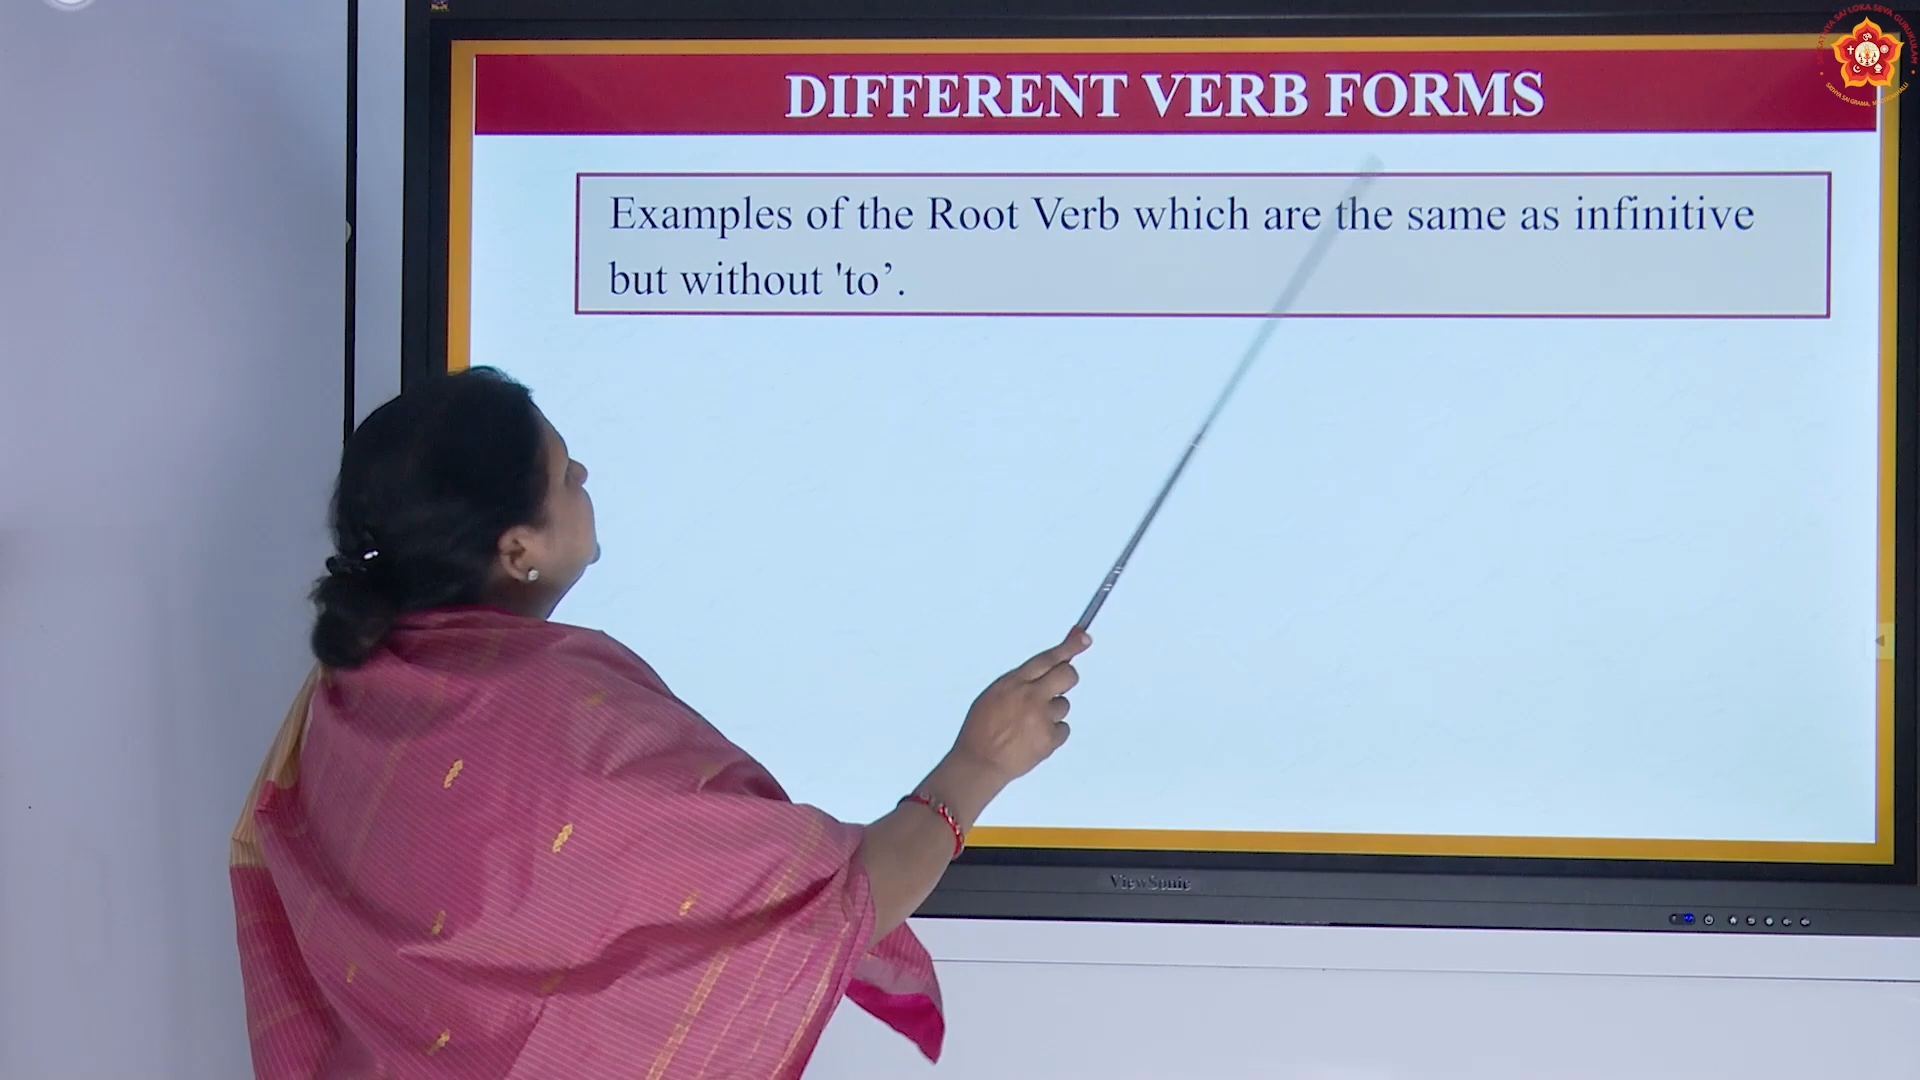 DIFFERENT VERB FORMS
Examples of the Root Verb which are the same as infinitive
but without 'to’.
ViewSonic